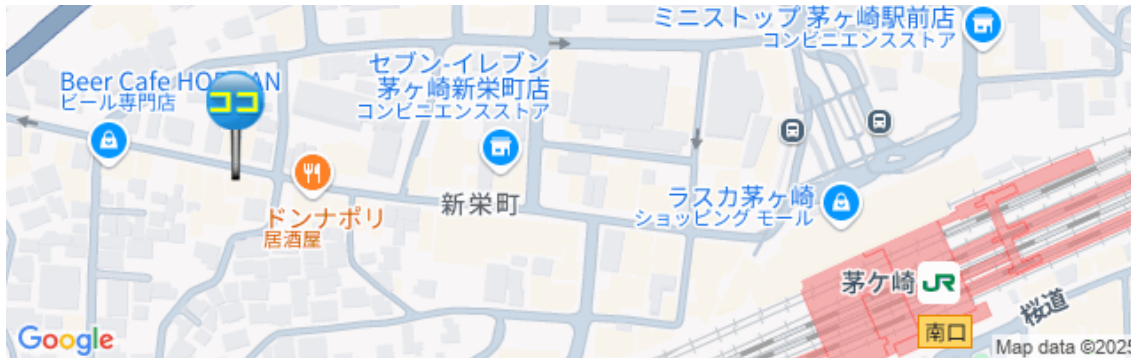 ミニストップ 茅ヶ崎駅前店
コンビニエンスストア
セブン-イレブン
茅ヶ崎新栄町店
コンビニエンスストア
Beer Cafe HO
AN
ビール専門店
ココ
新栄町
ラスカ茅ヶ崎
ショッピング モール
ドンナポリ
居酒屋
茅ケ崎 JR
桜道
南口
Google
Map data ©2025